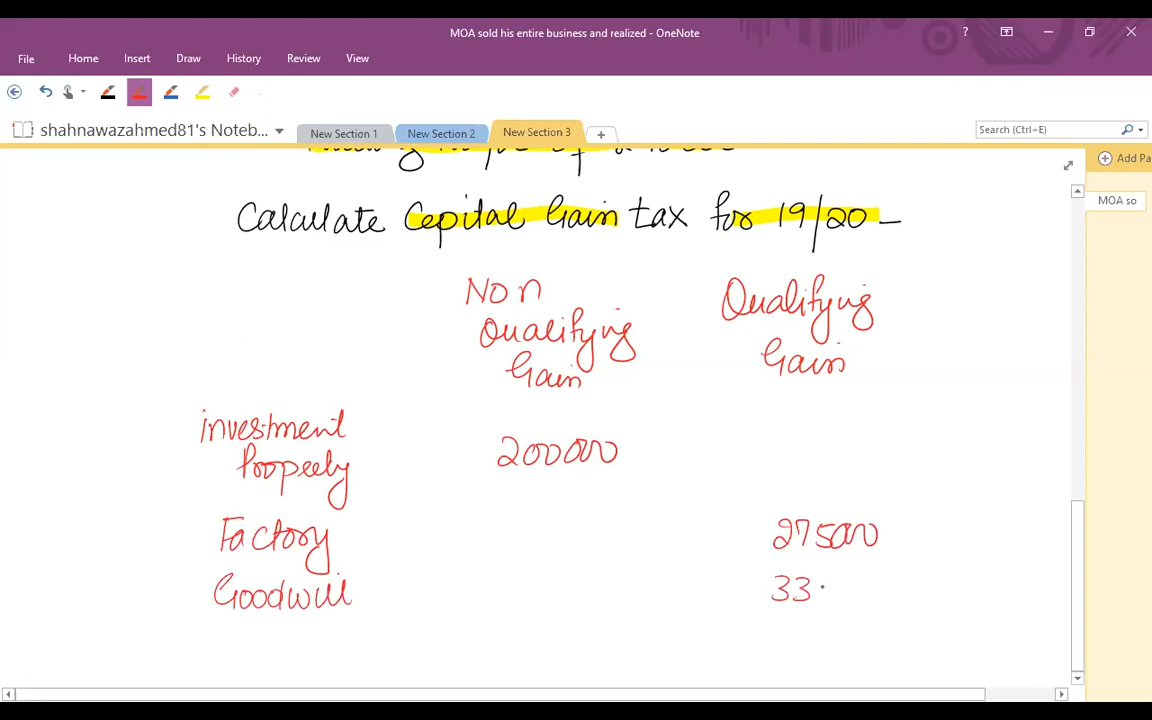 MOA sold his entire business and realized - OneNote
?
File Home Insert Draw History Review View
shahnawazahmed81's Noteb... New Section 1 New Section 2 New Section 3 + Search (Ctrl+E)
Add Pa
MOA so
Calculate Cepital Gain tax for 19/20 -
Non Qualifying Gain
Qualifying Gain
investment Property 200000
Factory 275000
Goodwill 33